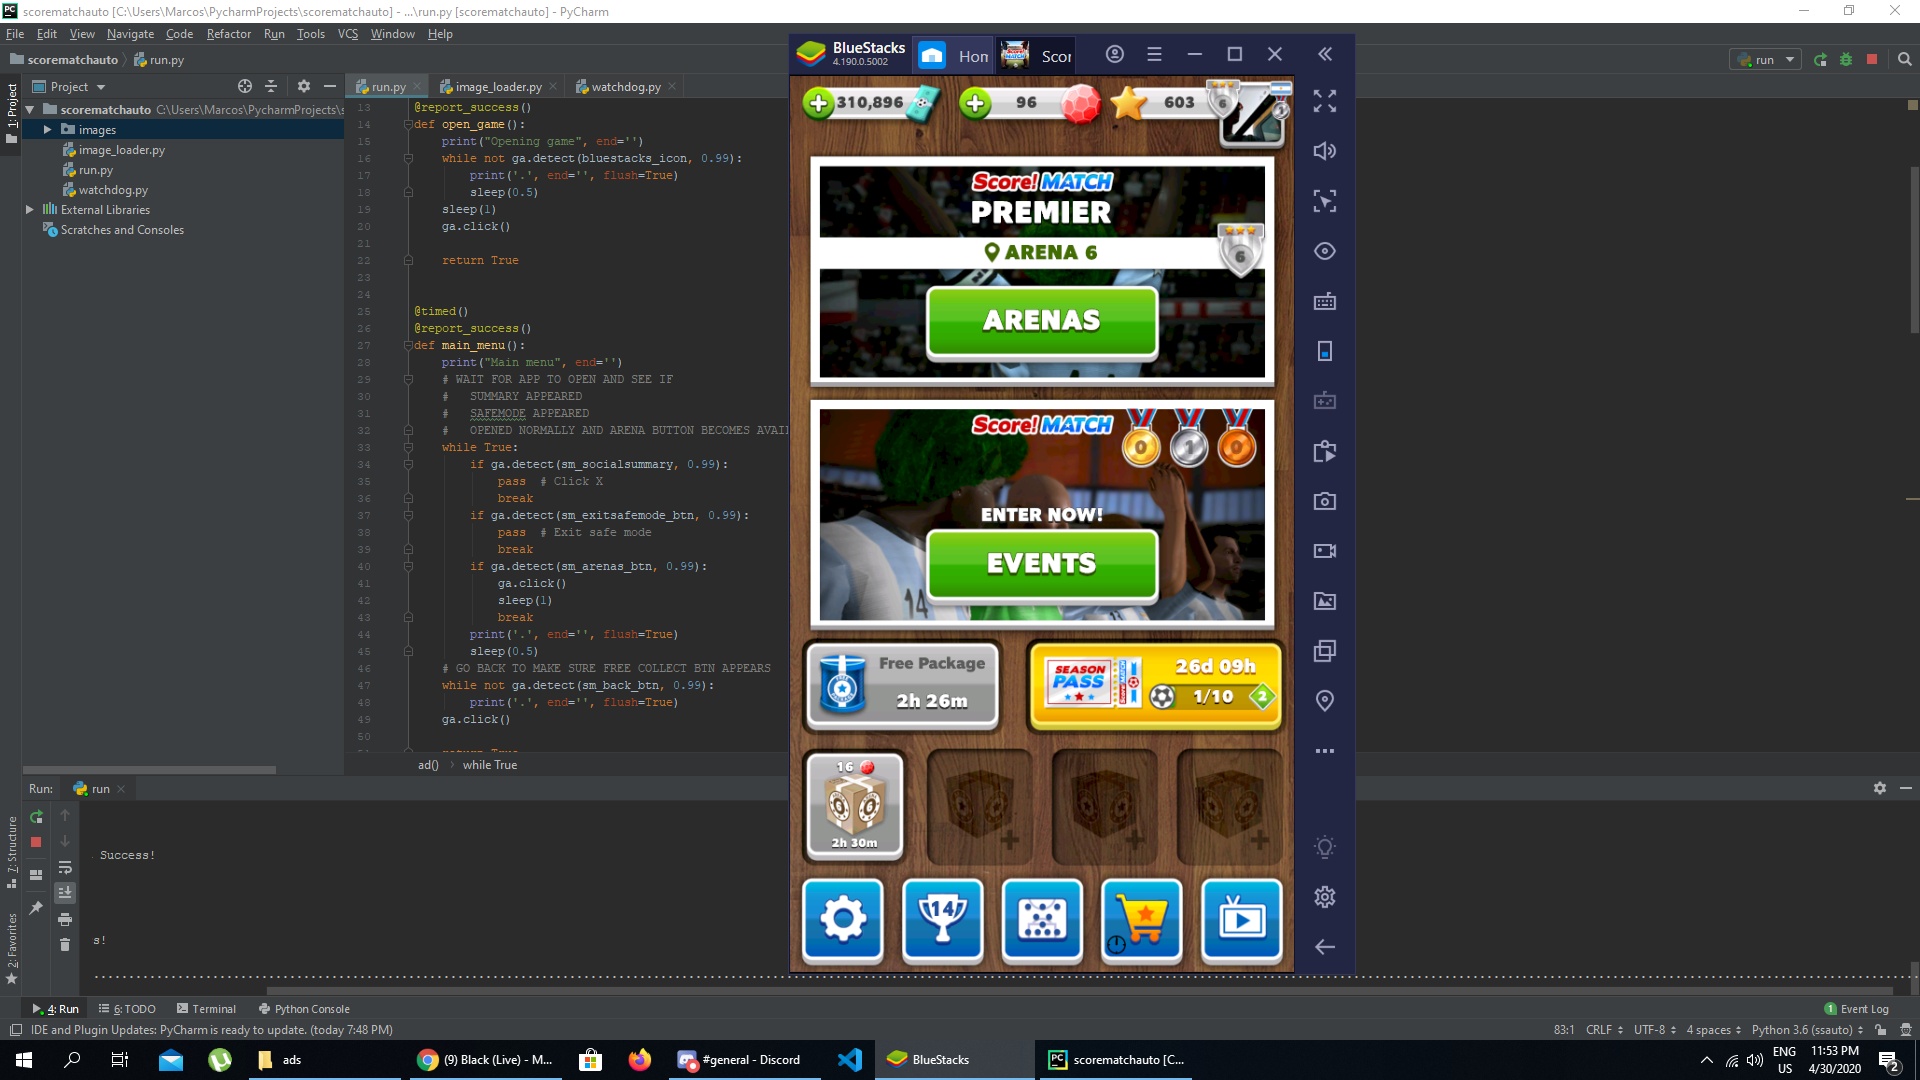 scorematchauto [C:\Users\Marcos\PycharmProjects\scorematchauto] - ...\run.py [scorematchauto] - PyCharm
File Edit View Navigate Code Refactor Run Tools VCS Window Help
scorematchauto run.py
run
Project
run.py
image_loader.py
watchdog.py
1: Project
scorematchauto C:\Users\Marcos\PycharmProjects\s
images
image_loader.py
run.py
watchdog.py
External Libraries
Scratches and Consoles
13 @report_success()
14 def open_game():
15 print("Opening game", end='')
16 while not ga.detect(bluestacks_icon, 0.99):
17 print('.', end='', flush=True)
18 sleep(0.5)
19 sleep(1)
20 ga.click()
21
22 return True
23
24
25 @timed()
26 @report_success()
27 def main_menu():
28 print("Main menu", end='')
29 # WAIT FOR APP TO OPEN AND SEE IF
30 # SUMMARY APPEARED
31 # SAFEMODE APPEARED
32 # OPENED NORMALLY AND ARENA BUTTON BECOMES AVAI
33 while True:
34 if ga.detect(sm_socialsummary, 0.99):
35 pass # Click X
36 break
37 if ga.detect(sm_exitsafemode_btn, 0.99):
38 pass # Exit safe mode
39 break
40 if ga.detect(sm_arenas_btn, 0.99):
41 ga.click()
42 sleep(1)
43 break
44 print('.', end='', flush=True)
45 sleep(0.5)
46 # GO BACK TO MAKE SURE FREE COLLECT BTN APPEARS
47 while not ga.detect(sm_back_btn, 0.99):
48 print('.', end='', flush=True)
49 ga.click()
50
ad() while True
BlueStacks
4.190.0.5002
Hon
Scor
310,896
96
603
6
Score! MATCH
PREMIER
ARENA 6
6
ARENAS
Score! MATCH
0 1 0
ENTER NOW!
EVENTS
14
Free Package
2h 26m
SEASON
PASS
26d 09h
1/10
2
16
6 6
2h 30m
14
Run: run
7: Structure
2: Favorites
. Success!
s!
4: Run
6: TODO
Terminal
Python Console
1 Event Log
IDE and Plugin Updates: PyCharm is ready to update. (today 7:48 PM)
83:1 CRLF UTF-8 4 spaces Python 3.6 (ssauto)
ads
(9) Black (Live) - M...
#general - Discord
BlueStacks
scorematchauto [C...
ENG
US
11:53 PM
4/30/2020
2